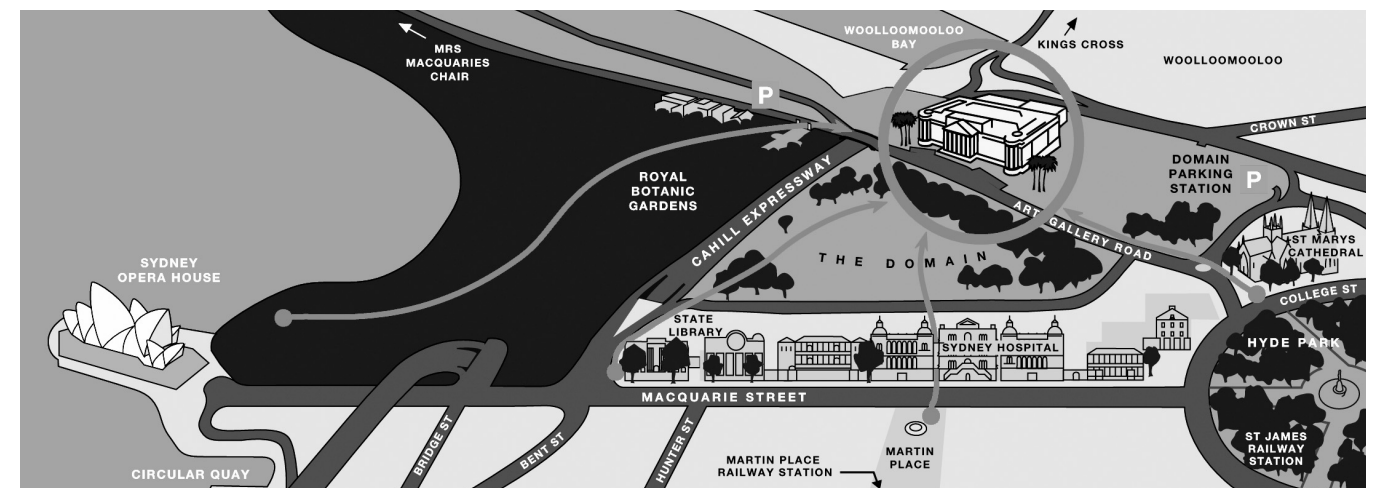 MRS
MACQUARIES
CHAIR
WOOLLOOMOOLOO
BAY
KINGS CROSS
WOOLLOOMOOLOO
P
CROWN ST
DOMAIN
PARKING
STATION
P
ROYAL
BOTANIC
GARDENS
CAHILL EXPRESSWAY
ART GALLERY ROAD
ST MARYS
CATHEDRAL
THE DOMAIN
SYDNEY
OPERA HOUSE
COLLEGE ST
STATE
LIBRARY
SYDNEY HOSPITAL
HYDE PARK
MACQUARIE STREET
BRIDGE ST
BENT ST
HUNTER ST
MARTIN
PLACE
ST JAMES
RAILWAY
STATION
MARTIN PLACE
RAILWAY STATION
CIRCULAR QUAY